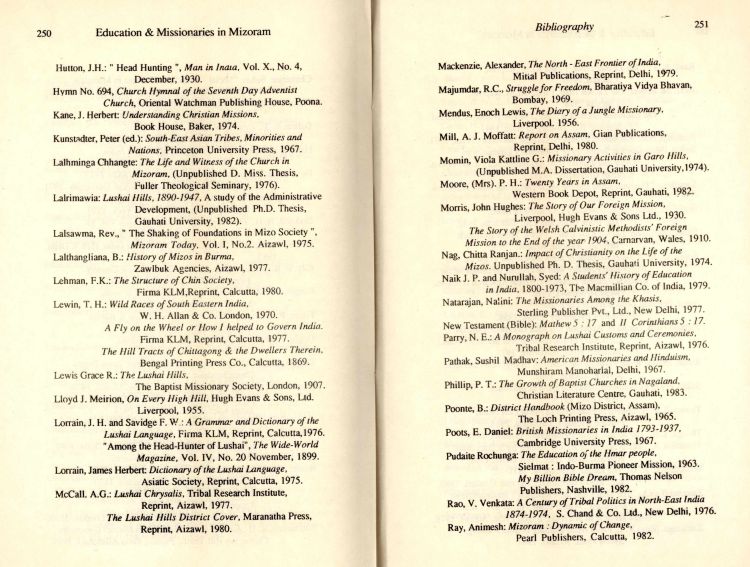 250 Education & Missionaries in Mizoram
Hutton, J.H.: " Head Hunting ", Man in India, Vol. X., No. 4,
December, 1930.
Hymn No. 694, Church Hymnal of the Seventh Day Adventist
Church, Oriental Watchman Publishing House, Poona.
Kane, J. Herbert: Understanding Christian Missions,
Book House, Baker, 1974.
Kunstadter, Peter (ed.): South-East Asian Tribes, Minorities and
Nations, Princeton University Press, 1967.
Lalhminga Chhangte: The Life and Witness of the Church in
Mizoram, (Unpublished D. Miss. Thesis,
Fuller Theological Seminary, 1976).
Lalrimawia: Lushai Hills, 1890-1947, A study of the Administrative
Development, (Unpublished Ph.D. Thesis,
Gauhati University, 1982).
Lalsawma, Rev., " The Shaking of Foundations in Mizo Society ",
Mizoram Today, Vol. I, No.2. Aizawl, 1975.
Lalthangliana, B.: History of Mizos in Burma,
Zawlbuk Agencies, Aizawl, 1977.
Lehman, F.K.: The Structure of Chin Society,
Firma KLM,Reprint, Calcutta, 1980.
Lewin, T. H.: Wild Races of South Eastern India,
W. H. Allan & Co. London, 1970.
A Fly on the Wheel or How I helped to Govern India.
Firma KLM, Reprint, Calcutta, 1977.
The Hill Tracts of Chittagong & the Dwellers Therein,
Bengal Printing Press Co., Calcutta, 1869.
Lewis Grace R.: The Lushai Hills,
The Baptist Missionary Society, London, 1907.
Lloyd J. Meirion, On Every High Hill, Hugh Evans & Sons, Ltd.
Liverpool, 1955.
Lorrain, J. H. and Savidge F. W.: A Grammar and Dictionary of the
Lushai Language, Firma KLM, Reprint, Calcutta,1976.
"Among the Head-Hunter of Lushai", The Wide-World
Magazine, Vol. IV, No. 20 November, 1899.
Lorrain, James Herbert: Dictionary of the Lushai Language,
Asiatic Society, Reprint, Calcutta, 1975.
McCall. A.G.: Lushai Chrysalis, Tribal Research Institute,
Reprint, Aizawl, 1977.
The Lushai Hills District Cover, Maranatha Press,
Reprint, Aizawl, 1980.
Bibliography 251
Mackenzie, Alexander, The North - East Frontier of India,
Mitial Publications, Reprint, Delhi, 1979.
Majumdar, R.C., Struggle for Freedom, Bharatiya Vidya Bhavan,
Bombay, 1969.
Mendus, Enoch Lewis, The Diary of a Jungle Missionary,
Liverpool. 1956.
Mill, A. J. Moffatt: Report on Assam, Gian Publications,
Reprint, Delhi, 1980.
Momin, Viola Kattline G.: Missionary Activities in Garo Hills,
(Unpublished M.A. Dissertation, Gauhati University,1974).
Moore, (Mrs). P. H.: Twenty Years in Assam,
Western Book Depot, Reprint, Gauhati, 1982.
Morris, John Hughes: The Story of Our Foreign Mission,
Liverpool, Hugh Evans & Sons Ltd., 1930.
The Story of the Welsh Calvinistic Methodists' Foreign
Mission to the End of the year 1904, Carnarvan, Wales, 1910.
Nag, Chitta Ranjan.: Impact of Christianity on the Life of the
Mizos. Unpublished Ph. D. Thesis, Gauhati University, 1974.
Naik J. P. and Nurullah, Syed: A Students' History of Education
in India, 1800-1973, The Macmillian Co. of India, 1979.
Natarajan, Nalini: The Missionaries Among the Khasis,
Sterling Publisher Pvt., Ltd., New Delhi, 1977.
New Testament (Bible): Mathew 5 : 17 and II Corinthians 5 : 17.
Parry, N. E.: A Monograph on Lushai Customs and Ceremonies,
Tribal Research Institute, Reprint, Aizawl, 1976.
Pathak, Sushil Madhav: American Missionaries and Hinduism,
Munshiram Manoharlal, Delhi, 1967.
Phillip, P. T.: The Growth of Baptist Churches in Nagaland,
Christian Literature Centre, Gauhati, 1983.
Poonte, B.: District Handbook (Mizo District, Assam),
The Loch Printing Press, Aizawl, 1965.
Poots, E. Daniel: British Missionaries in India 1793-1937,
Cambridge University Press, 1967.
Pudaite Rochunga: The Education of the Hmar people,
Sielmat : Indo-Burma Pioneer Mission, 1963.
My Billion Bible Dream, Thomas Nelson
Publishers, Nashville, 1982.
Rao, V. Venkata: A Century of Tribal Politics in North-East India
1874-1974, S. Chand & Co. Ltd., New Delhi, 1976.
Ray, Animesh: Mizoram : Dynamic of Change,
Pearl Publishers, Calcutta, 1982.